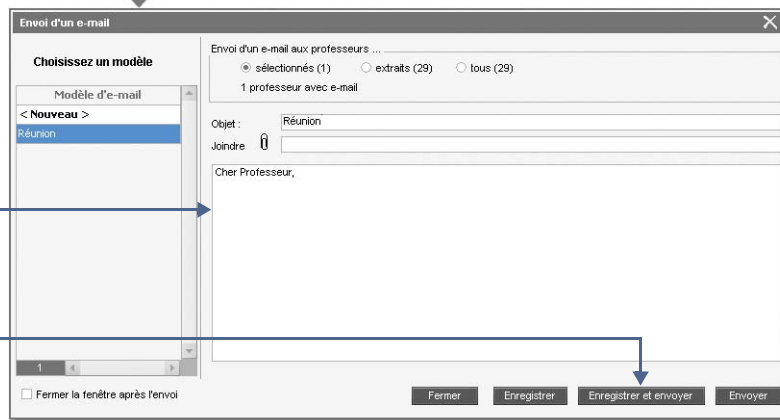 Envoi d'un e-mail
Choisissez un modèle
Modèle d'e-mail
< Nouveau >
Réunion
1
Fermer la fenêtre après l'envoi
Envoi d'un e-mail aux professeurs ...
sélectionnés (1) extraits (29) tous (29)
1 professeur avec e-mail
Objet : Réunion
Joindre
Cher Professeur,
Fermer Enregistrer Enregistrer et envoyer Envoyer